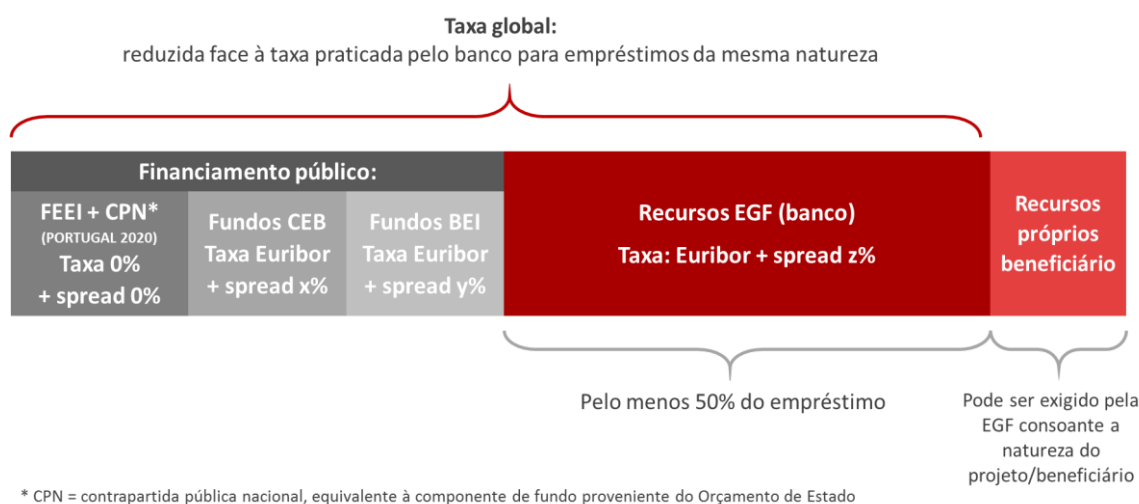 Taxa global:
reduzida face à taxa praticada pelo banco para empréstimos da mesma natureza
Financiamento público:
FEEI + CPN*
(PORTUGAL 2020)
Taxa 0%
+ spread 0%
Fundos CEB
Taxa Euribor
+ spread x%
Fundos BEI
Taxa Euribor
+ spread y%
Recursos EGF (banco)
Taxa: Euribor + spread z%
Recursos
próprios
beneficiário
Pelo menos 50% do empréstimo
Pode ser exigido pela
EGF consoante a
natureza do
projeto/beneficiário
* CPN = contrapartida pública nacional, equivalente à componente de fundo proveniente do Orçamento de Estado